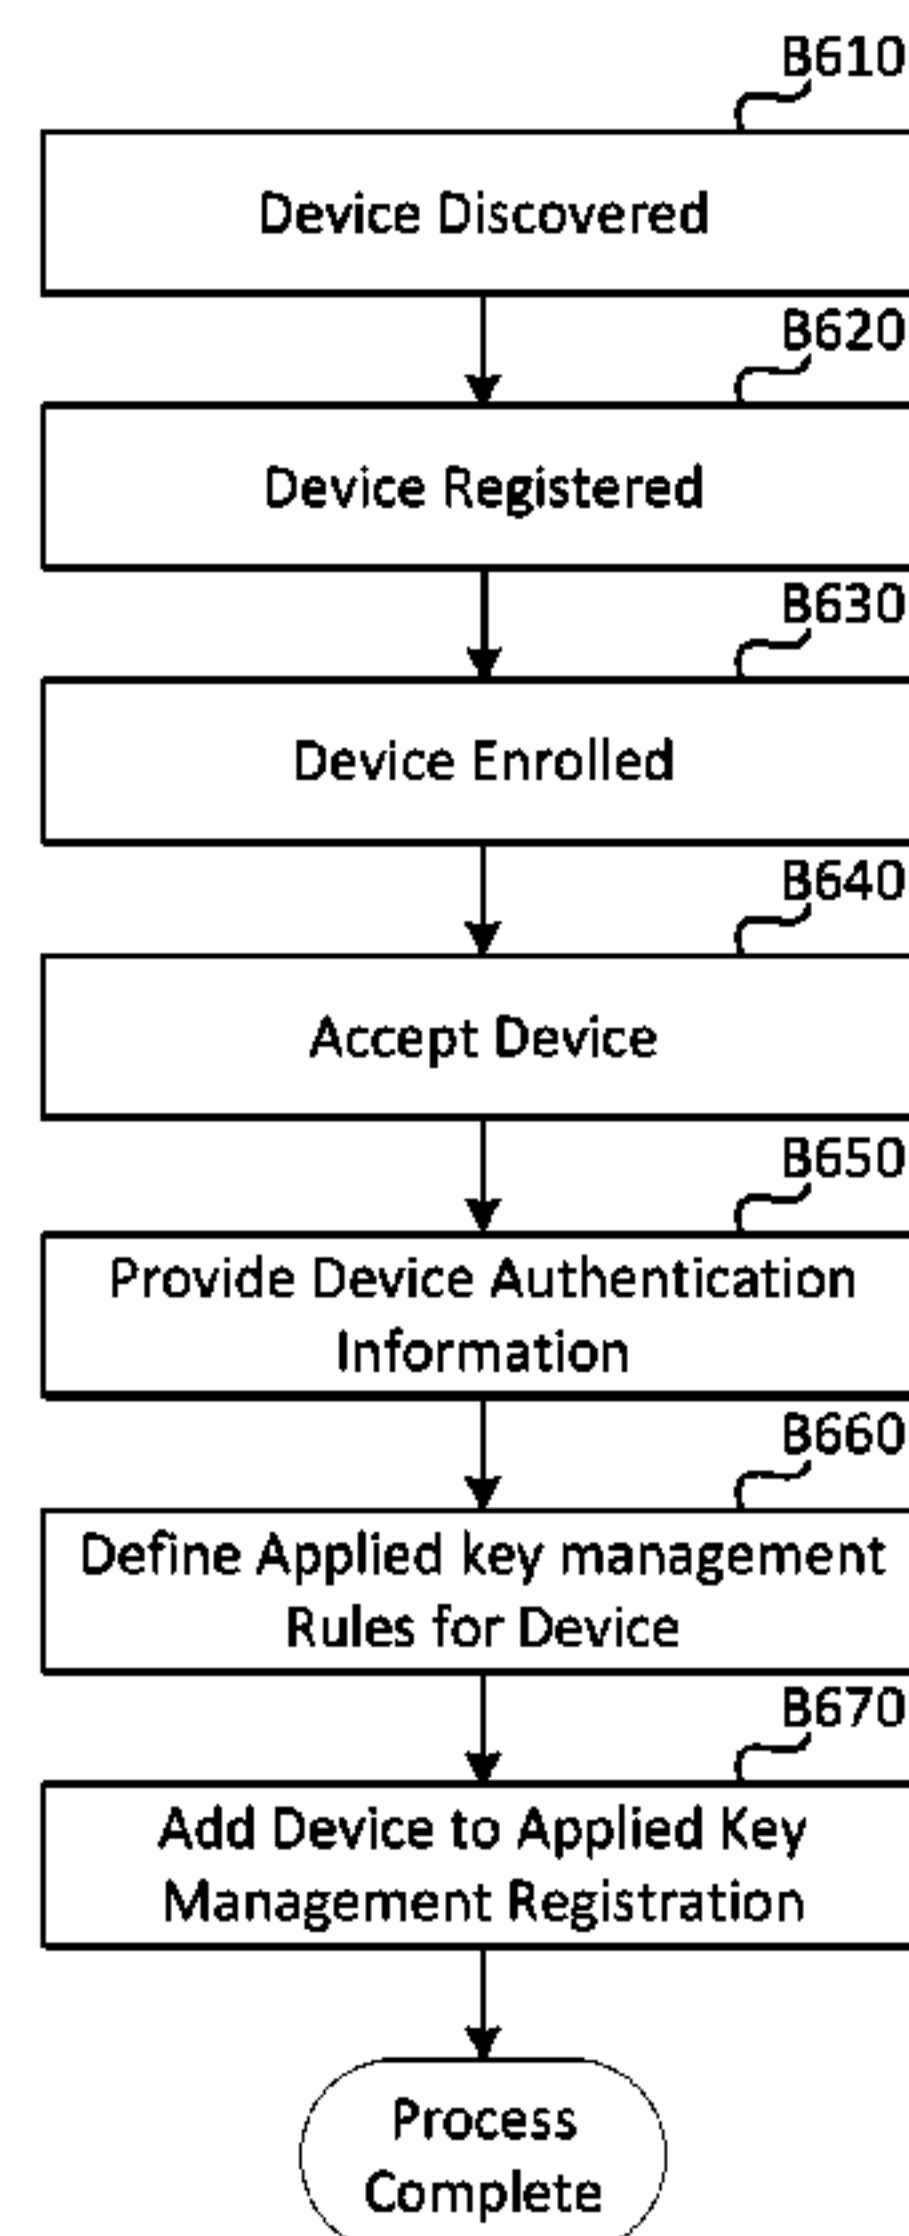 B610
Device Discovered
B620
Device Registered
B630
Device Enrolled
B640
Accept Device
B650
Provide Device Authentication
Information
B660
Define Applied key management
Rules for Device
B670
Add Device to Applied Key
Management Registration
Process
Complete